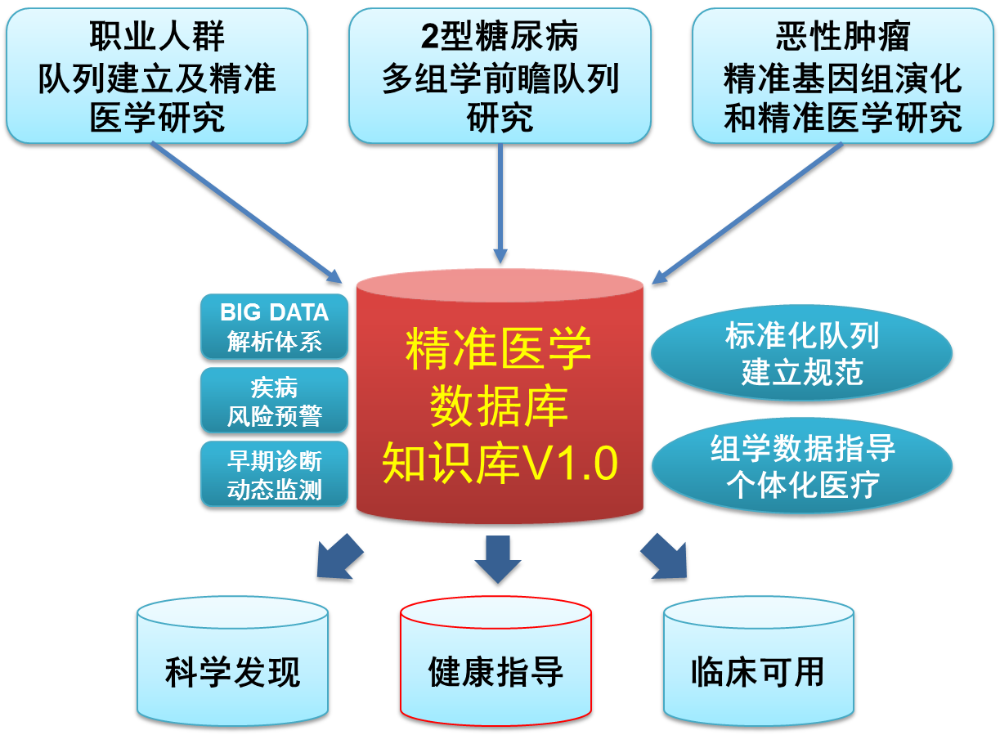 职业人群
队列建立及精准
医学研究
2型糖尿病
多组学前瞻队列
研究
恶性肿瘤
精准基因组演化
和精准医学研究
BIG DATA
解析体系
疾病
风险预警
早期诊断
动态监测
精准医学
数据库
知识库V1.0
标准化队列
建立规范
组学数据指导
个体化医疗
科学发现
健康指导
临床可用